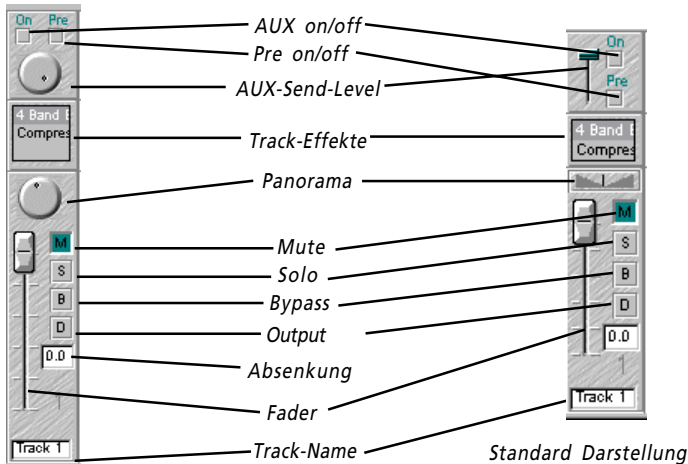 On Pre
AUX on/off
Pre on/off
AUX-Send-Level
On
Pre
4 Band E
Compres
Track-Effekte
4 Band E
Compres
Panorama
M
Mute
M
S
Solo
S
B
Bypass
B
D
Output
D
0.0
Absenkung
0.0
1
Fader
1
Track 1
Track 1
Track-Name
Standard Darstellung